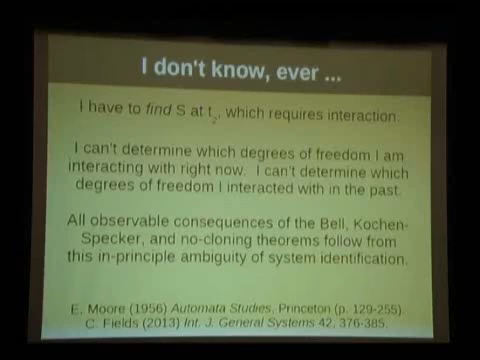 I don't know, ever ...
I have to find S at t2, which requires interaction.
I can't determine which degrees of freedom I am
interacting with right now. I can't determine which
degrees of freedom I interacted with in the past.
All observable consequences of the Bell, Kochen-
Specker, and no-cloning theorems follow from
this in-principle ambiguity of system identification.
E. Moore (1956) Automata Studies, Princeton (p. 129-255).
C. Fields (2013) Int. J. General Systems 42, 376-385.